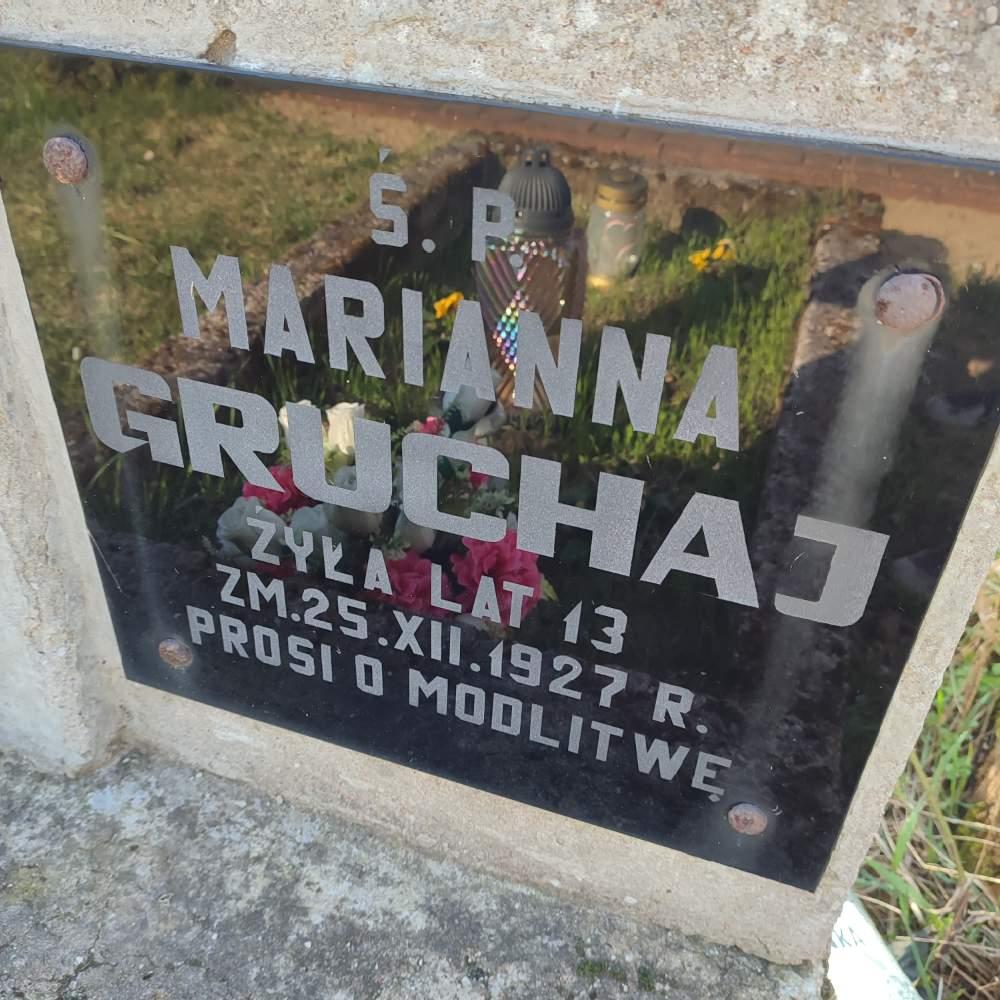 Ś. P.
MARIANNA
GRUCHAJ
ŻYŁA LAT 13
ZM.25.XII.1927 R.
PROSI O MODLITWĘ